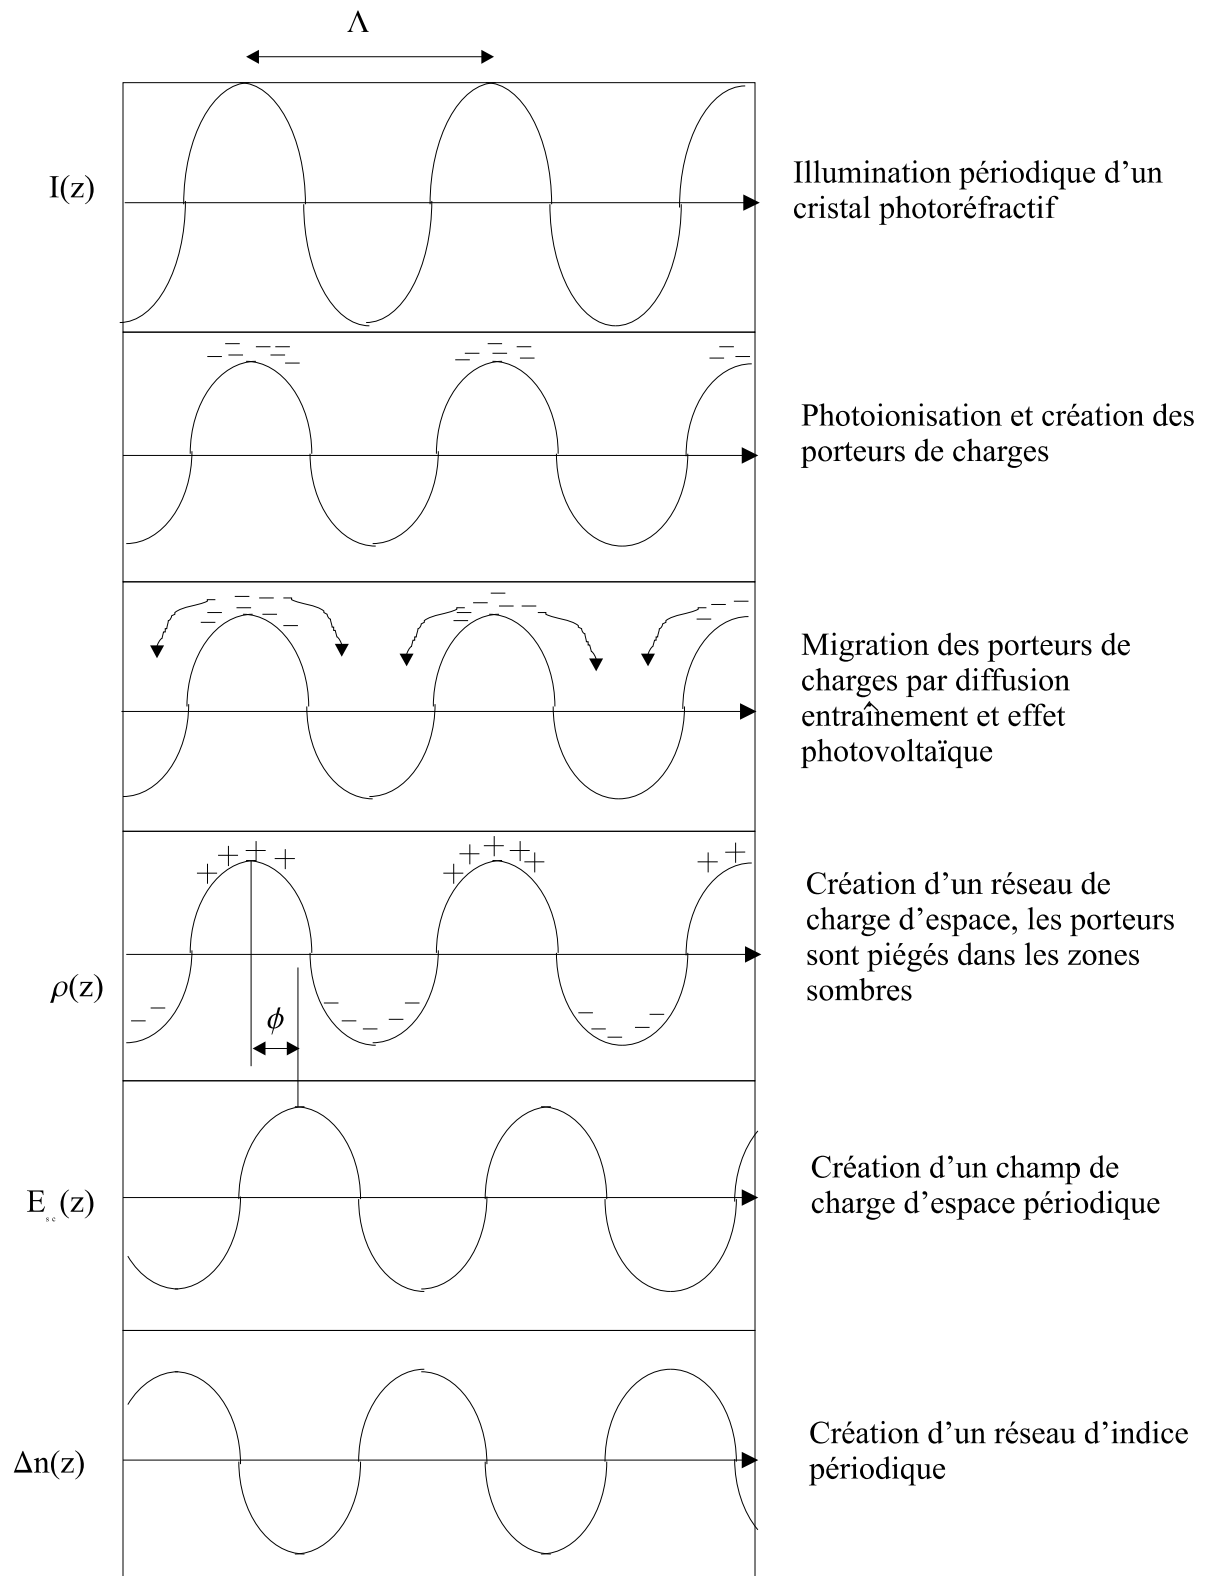 Λ
I(z)
Illumination périodique d’un
cristal photoréfractif
Photoionisation et création des
porteurs de charges
Migration des porteurs de
charges par diffusion
entraînement et effet
photovoltaïque
Création d’un réseau de
charge d’espace, les porteurs
sont piégés dans les zones
sombres
ρ(z)
ϕ
E_sc(z)
Création d’un champ de
charge d’espace périodique
Δn(z)
Création d’un réseau d’indice
périodique